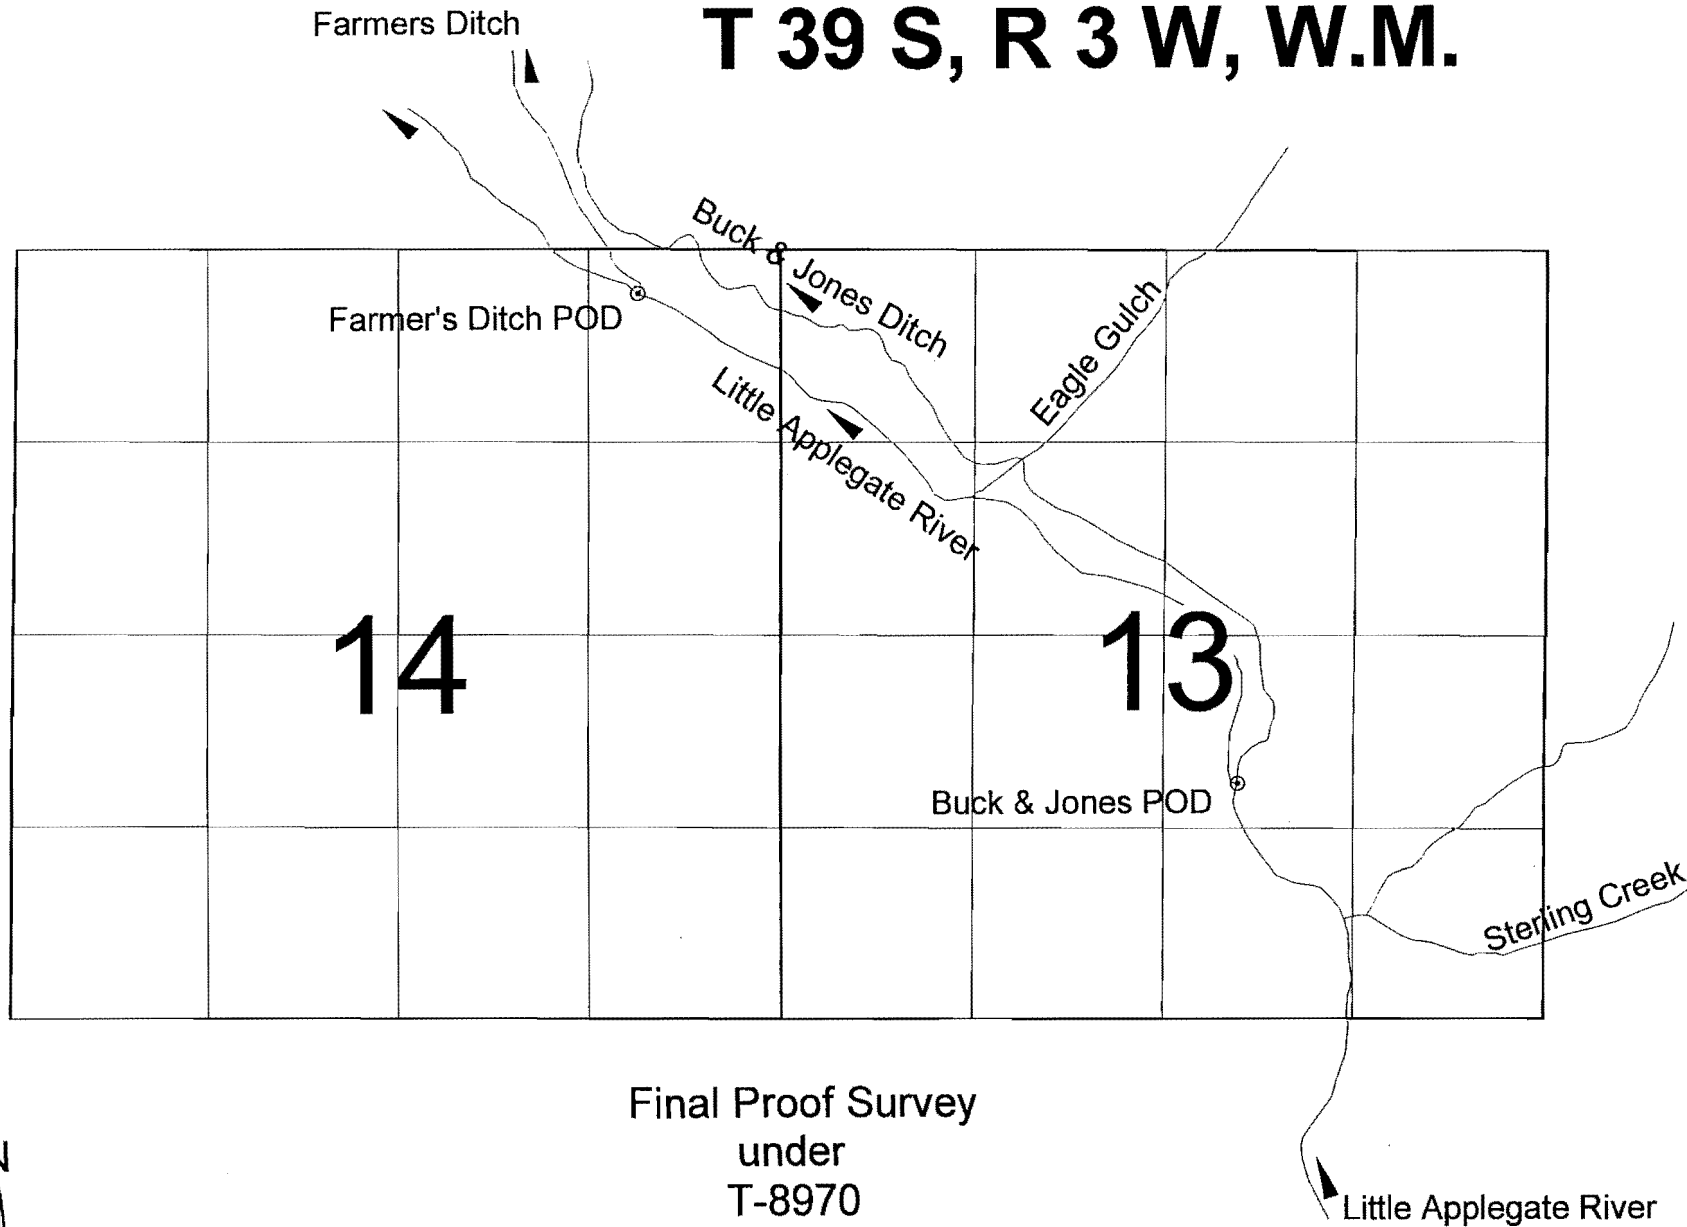 Farmers Ditch
T 39 S, R 3 W, W.M.
Buck & Jones Ditch
Farmer's Ditch POD
Eagle Gulch
Little Applegate River
14
13
Buck & Jones POD
Sterling Creek
Final Proof Survey
under
T-8970
N
Little Applegate River